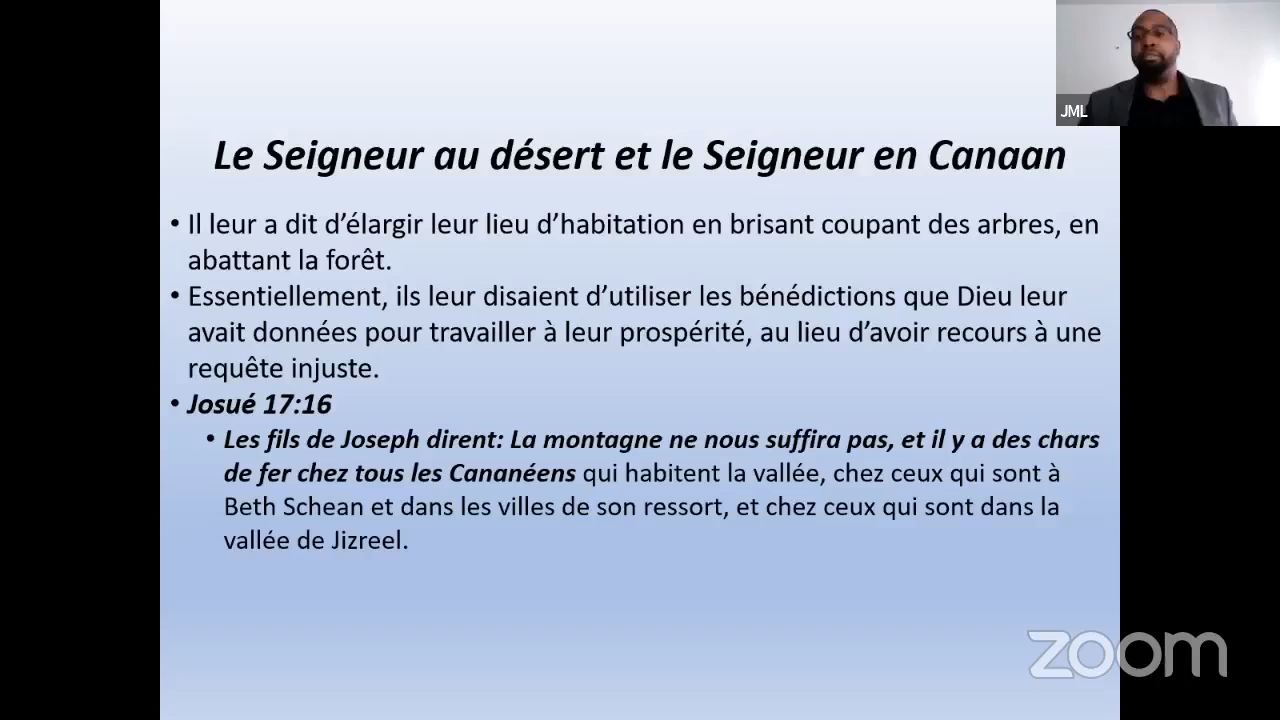 JML
Le Seigneur au désert et le Seigneur en Canaan
• Il leur a dit d’élargir leur lieu d’habitation en brisant coupant des arbres, en
abattant la forêt.
• Essentiellement, ils leur disaient d’utiliser les bénédictions que Dieu leur
avait données pour travailler à leur prospérité, au lieu d’avoir recours à une
requête injuste.
• Josué 17:16
• Les fils de Joseph dirent: La montagne ne nous suffira pas, et il y a des chars
de fer chez tous les Cananéens qui habitent la vallée, chez ceux qui sont à
Beth Schean et dans les villes de son ressort, et chez ceux qui sont dans la
vallée de Jizreel.
zoom